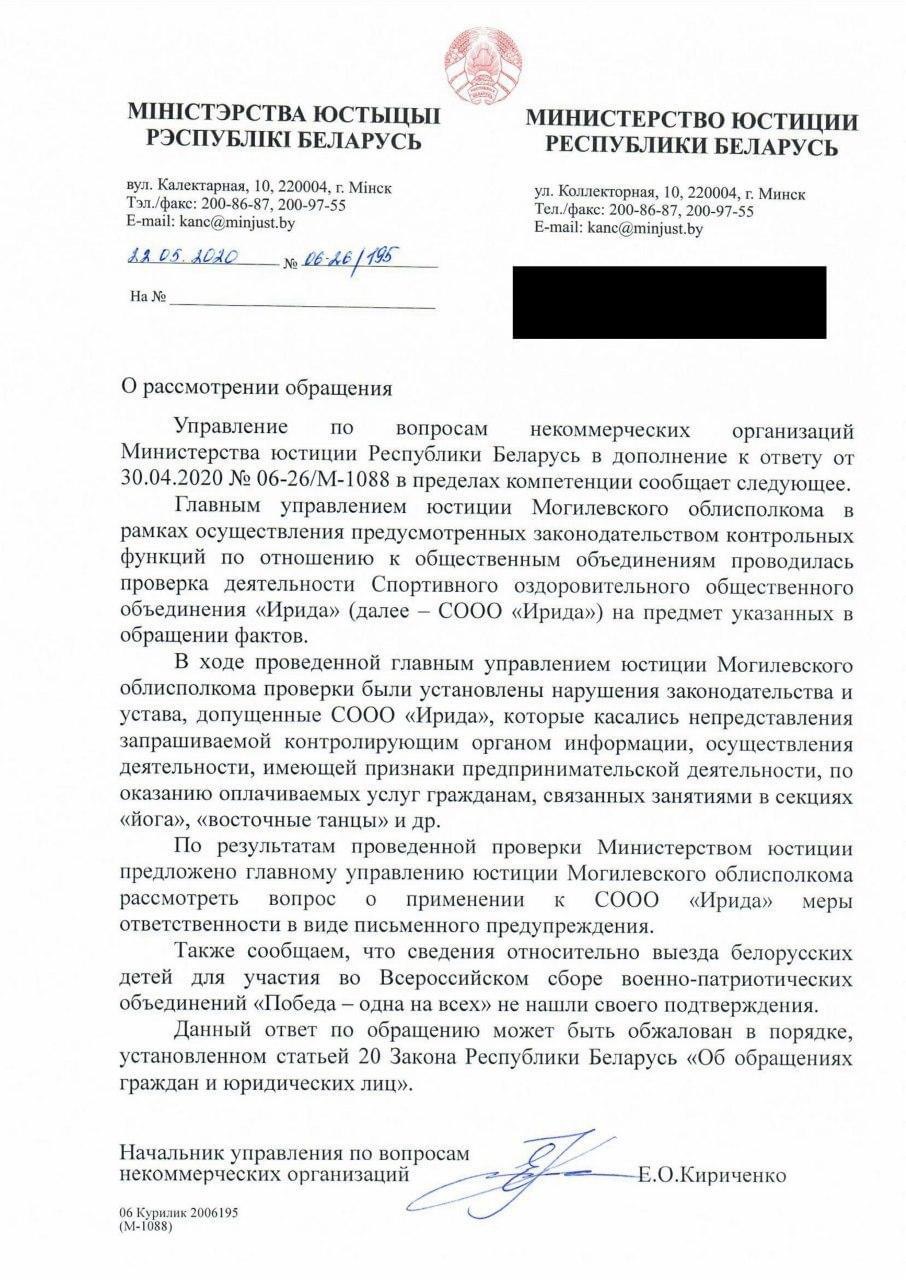 МІНІСТЭРСТВА ЮСТЫЦЫІ
РЭСПУБЛІКІ БЕЛАРУСЬ
вул. Калектарная, 10, 220004, г. Мінск
Тэл./факс: 200-86-87, 200-97-55
E-mail: kanc@minjust.by
22 05. 2020 № 06-26/195
На №
МИНИСТЕРСТВО ЮСТИЦИИ
РЕСПУБЛИКИ БЕЛАРУСЬ
ул. Коллекторная, 10, 220004, г. Минск
Тел./факс: 200-86-87, 200-97-55
E-mail: kanc@minjust.by
О рассмотрении обращения
Управление по вопросам некоммерческих организаций
Министерства юстиции Республики Беларусь в дополнение к ответу от
30.04.2020 № 06-26/М-1088 в пределах компетенции сообщает следующее.
Главным управлением юстиции Могилевского облисполкома в
рамках осуществления предусмотренных законодательством контрольных
функций по отношению к общественным объединениям проводилась
проверка деятельности Спортивного оздоровительного общественного
объединения «Ирида» (далее – СООО «Ирида») на предмет указанных в
обращении фактов.
В ходе проведенной главным управлением юстиции Могилевского
облисполкома проверки были установлены нарушения законодательства и
устава, допущенные СООО «Ирида», которые касались непредставления
запрашиваемой контролирующим органом информации, осуществления
деятельности, имеющей признаки предпринимательской деятельности, по
оказанию оплачиваемых услуг гражданам, связанных занятиями в секциях
«йога», «восточные танцы» и др.
По результатам проведенной проверки Министерством юстиции
предложено главному управлению юстиции Могилевского облисполкома
рассмотреть вопрос о применении к СООО «Ирида» меры
ответственности в виде письменного предупреждения.
Также сообщаем, что сведения относительно выезда белорусских
детей для участия во Всероссийском сборе военно-патриотических
объединений «Победа – одна на всех» не нашли своего подтверждения.
Данный ответ по обращению может быть обжалован в порядке,
установленном статьей 20 Закона Республики Беларусь «Об обращениях
граждан и юридических лиц».
Начальник управления по вопросам
некоммерческих организаций Е.О.Кириченко
06 Курилик 2006195
(М-1088)